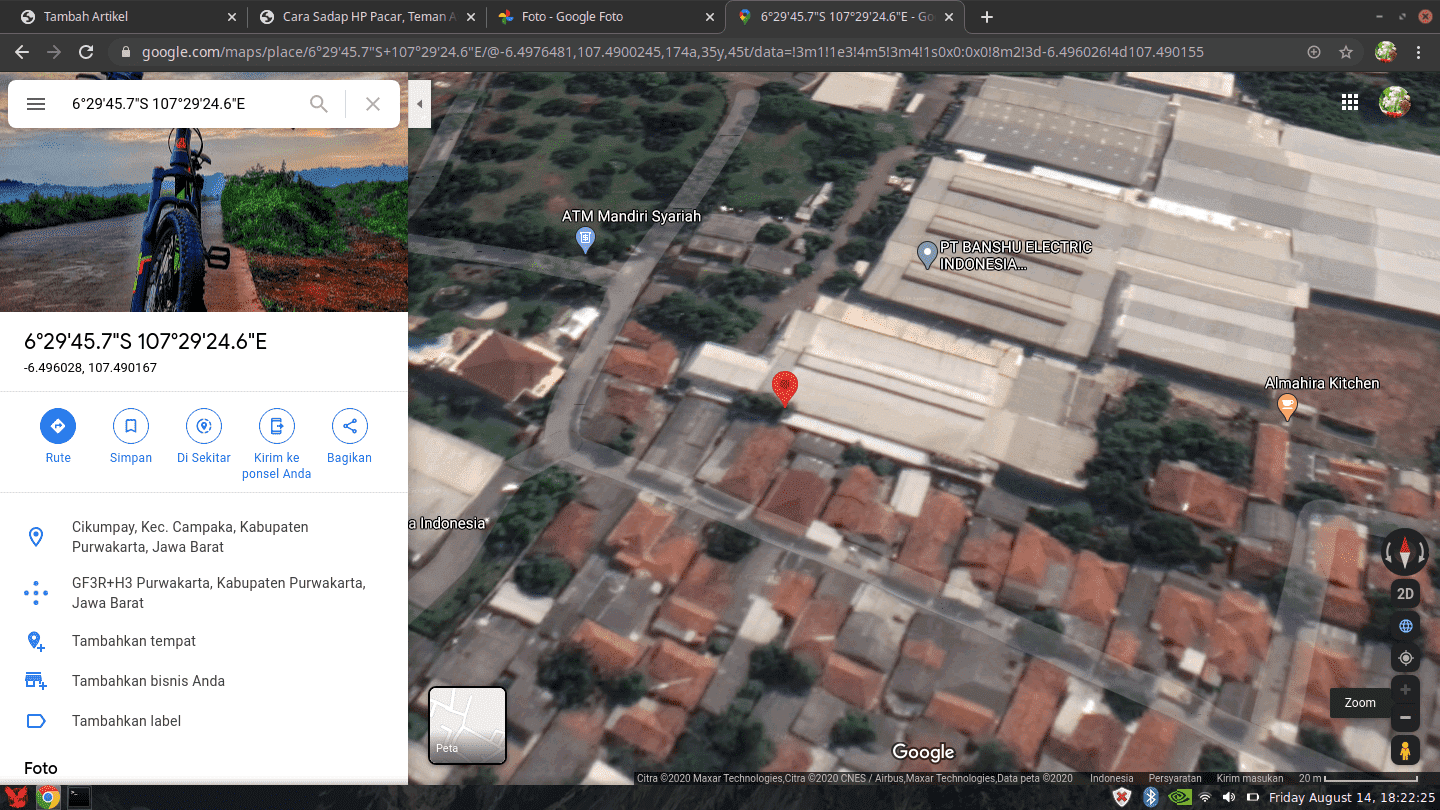 Tambah Artikel
Cara Sadap HP Pacar, Teman A
Foto - Google Foto
6°29'45.7"S 107°29'24.6"E - Go
google.com/maps/place/6°29'45.7"S+107°29'24.6"E/@-6.4976481,107.4900245,174a,35y,45t/data=!3m1!1e3!4m5!3m4!1s0x0:0x0!8m2!3d-6.496026!4d107.490155
6°29'45.7"S 107°29'24.6"E
6°29'45.7"S 107°29'24.6"E
-6.496028, 107.490167
Rute
Simpan
Di Sekitar
Kirim ke
ponsel Anda
Bagikan
Cikumpay, Kec. Campaka, Kabupaten
Purwakarta, Jawa Barat
GF3R+H3 Purwakarta, Kabupaten Purwakarta,
Jawa Barat
Tambahkan tempat
Tambahkan bisnis Anda
Tambahkan label
Foto
ATM Mandiri Syariah
PT BANSHU ELECTRIC
INDONESIA...
Almahira Kitchen
a Indonesia
2D
Zoom
Peta
Google
Citra ©2020 Maxar Technologies,Citra ©2020 CNES / Airbus,Maxar Technologies,Data peta ©2020
Indonesia
Persyaratan
Kirim masukan
20 m
Friday August 14, 18:22:25